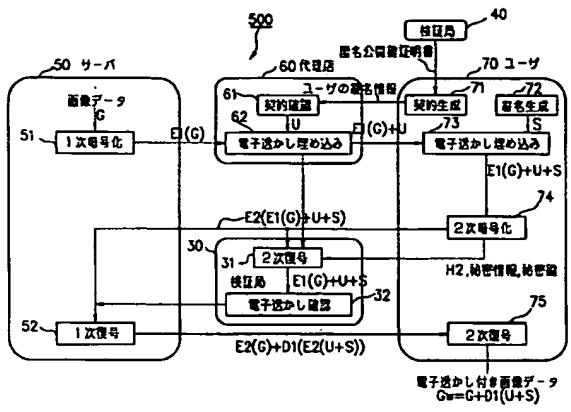 500
検証局
40
匿名公開鍵証明書
50 サーバ
60 代理店
70 ユーザ
画像データ
G
ユーザの署名情報
61
契約確認
71
契約生成
72
署名生成
51
1次暗号化
E1(G)
62
U
電子透かし埋め込み
E1(G)+U
73
S
電子透かし埋め込み
E1(G)+U+S
74
2次暗号化
E2(E1(G)+U+S)
30
31
2次復号
H2,秘密情報,秘密鍵
検証局
E1(G)+U+S
電子透かし確認
32
52
1次復号
75
2次復号
E2(G)+D1(E2(U+S))
電子透かし付き画像データ
Gw=G+D1(U+S)